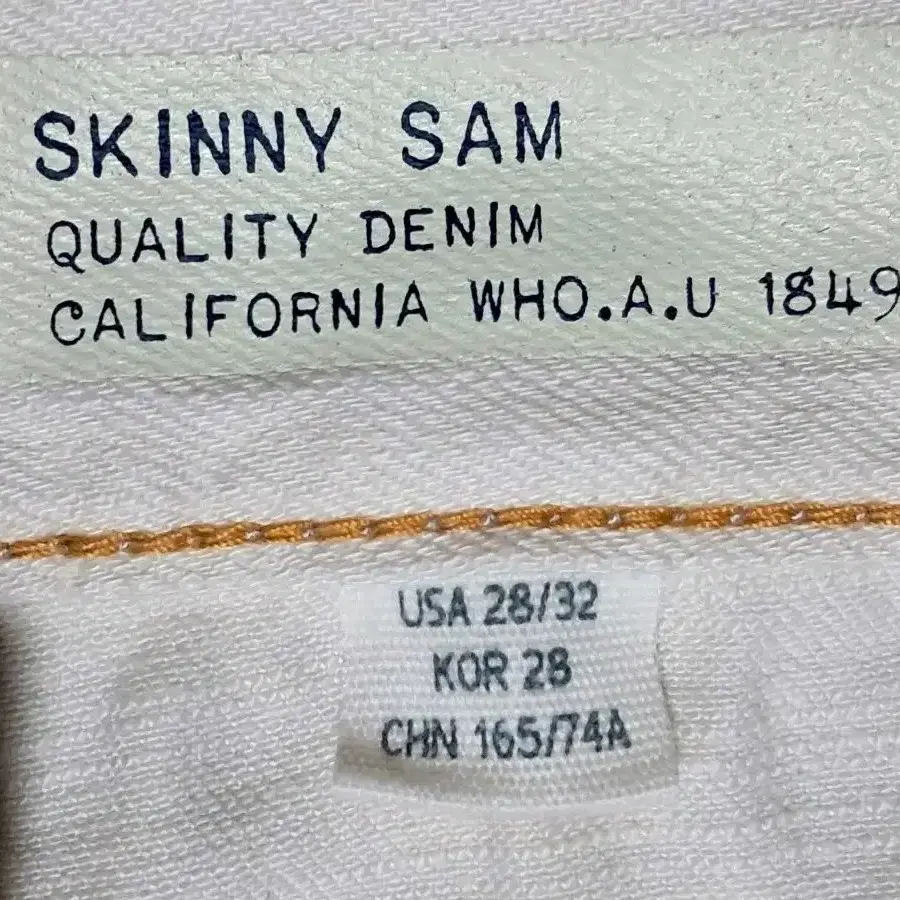 SKINNY SAM
QUALITY DENIM
CALIFORNIA WHO.A.U 1849
USA 28/32
KOR 28
CHN 165/74A